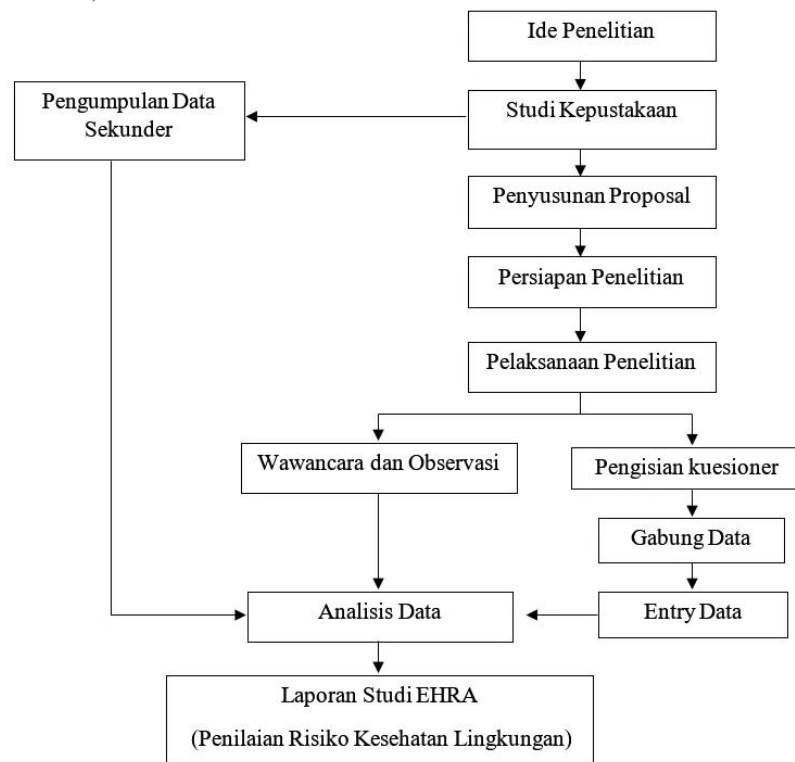 Ide Penelitian
Pengumpulan Data
Sekunder
Studi Kepustakaan
Penyusunan Proposal
Persiapan Penelitian
Pelaksanaan Penelitian
Wawancara dan Observasi
Pengisian kuesioner
Gabung Data
Analisis Data
Entry Data
Laporan Studi EHRA
(Penilaian Risiko Kesehatan Lingkungan)